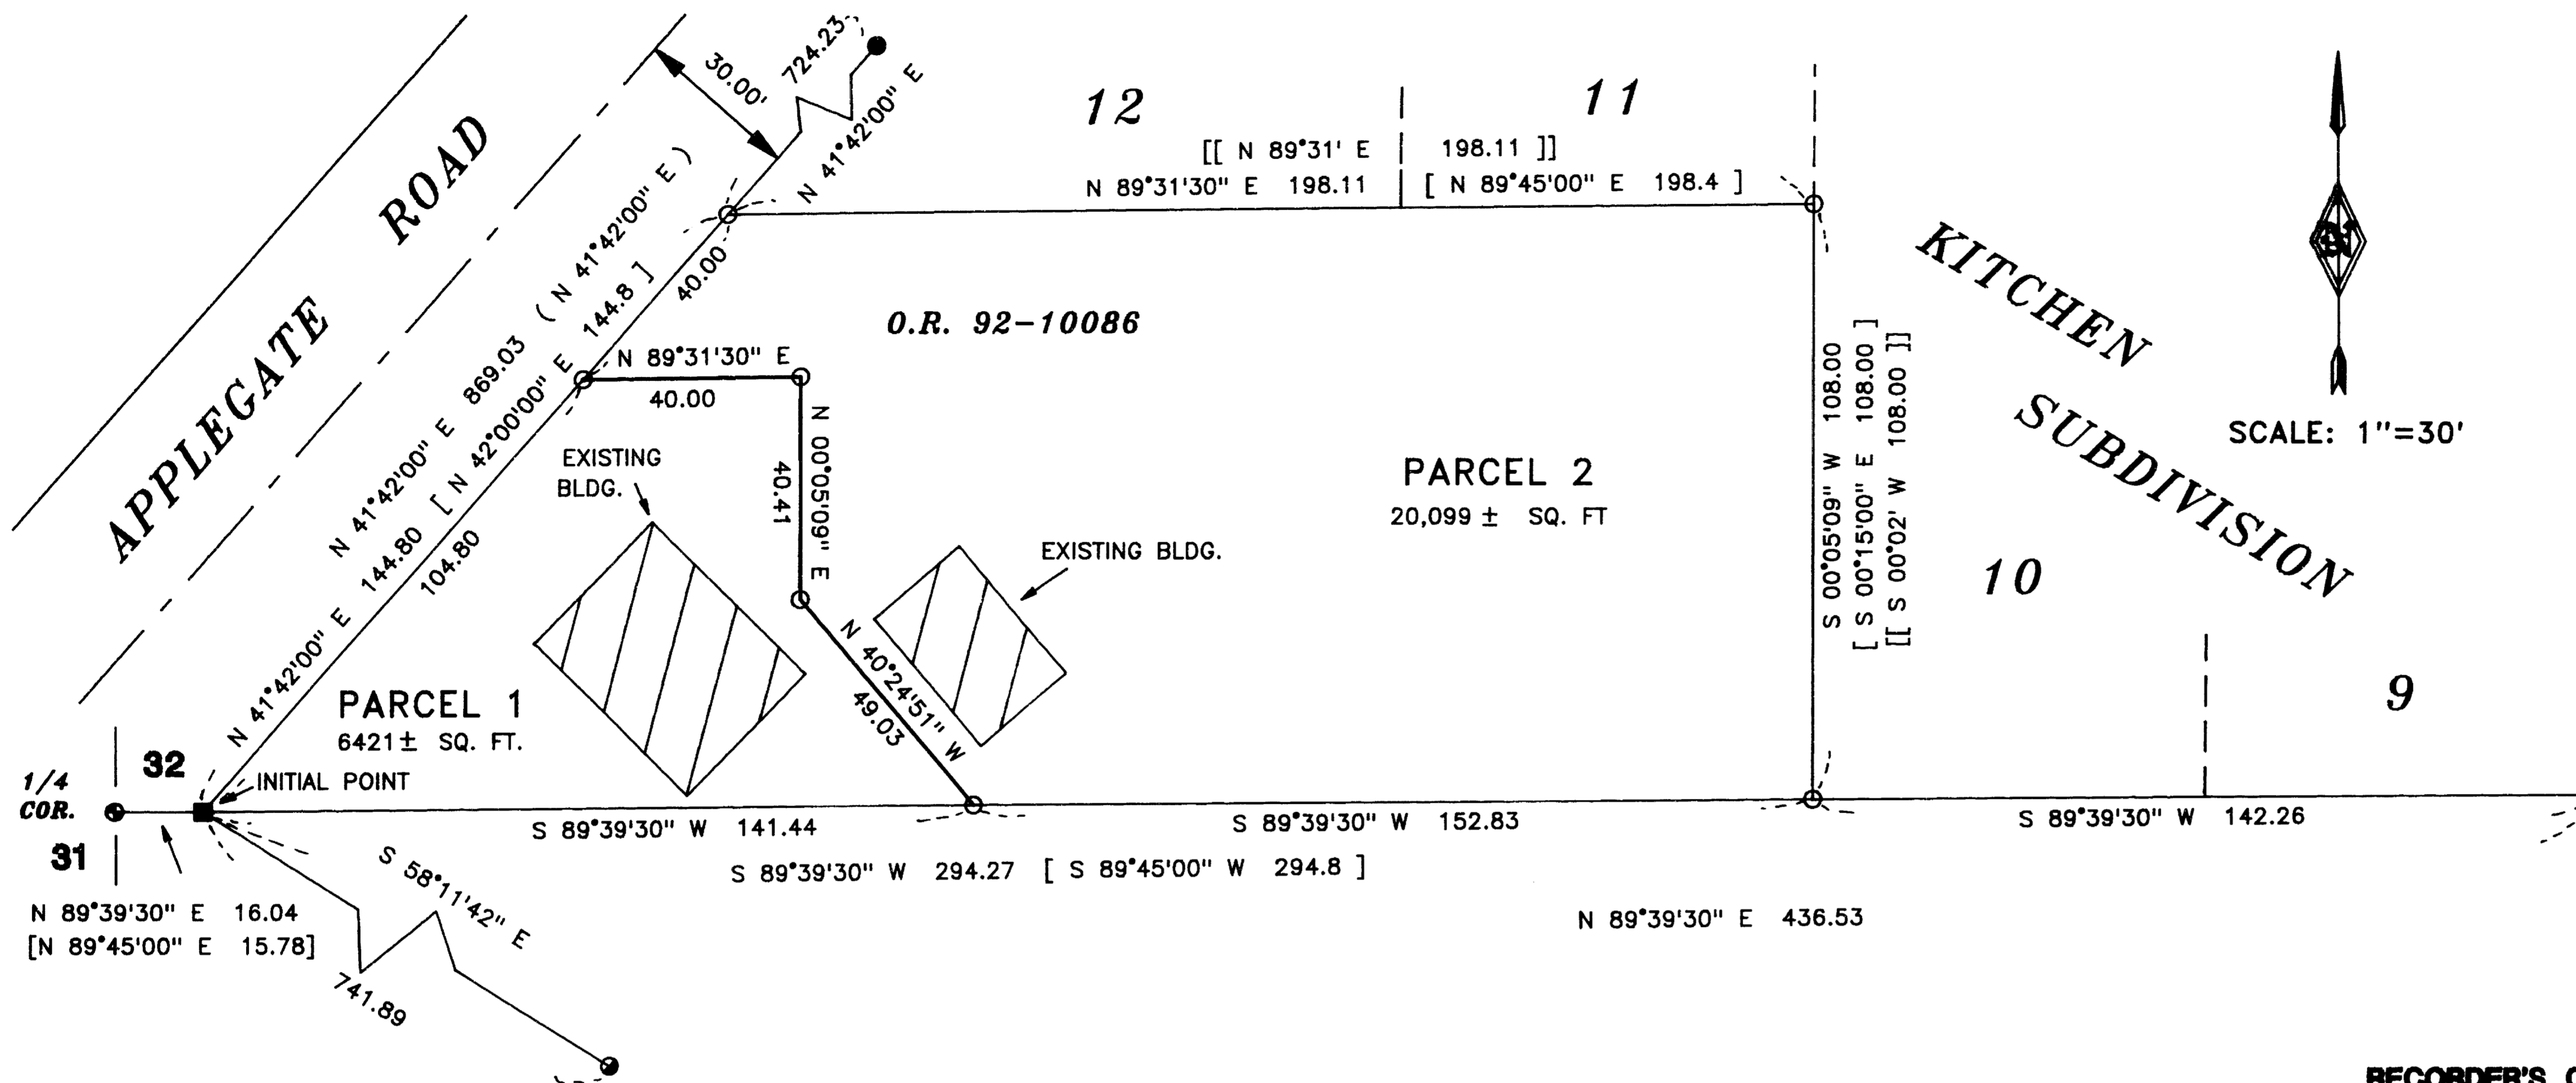 724.23
30.00'
N 41°42'00" E
12
11
[[ N 89°31' E 198.11 ]]
N 89°31'30" E 198.11 [ N 89°45'00" E 198.4 ]
APPLEGATE ROAD
N 41°42'00" E 869.03 ( N 41°42'00" E )
N 41°42'00" E 144.80 [ N 42°00'00" E 144.8 ]
104.80
40.00
O.R. 92-10086
N 89°31'30" E
40.00
N 00°05'09" E
40.41
EXISTING
BLDG.
EXISTING BLDG.
PARCEL 2
20,099 ± SQ. FT
S 00°05'09" W 108.00
[ S 00°15'00" E 108.00 ]
[[ S 00°02' W 108.00 ]]
KITCHEN
SUBDIVISION
SCALE: 1"=30'
10
9
N 40°24'51" W
49.03
PARCEL 1
6421± SQ. FT.
INITIAL POINT
1/4
COR.
32
31
S 89°39'30" W 141.44
S 89°39'30" W 152.83
S 89°39'30" W 142.26
S 89°39'30" W 294.27 [ S 89°45'00" W 294.8 ]
N 89°39'30" E 16.04
[N 89°45'00" E 15.78]
S 58°11'42" E
741.89
N 89°39'30" E 436.53
RECORDER'S